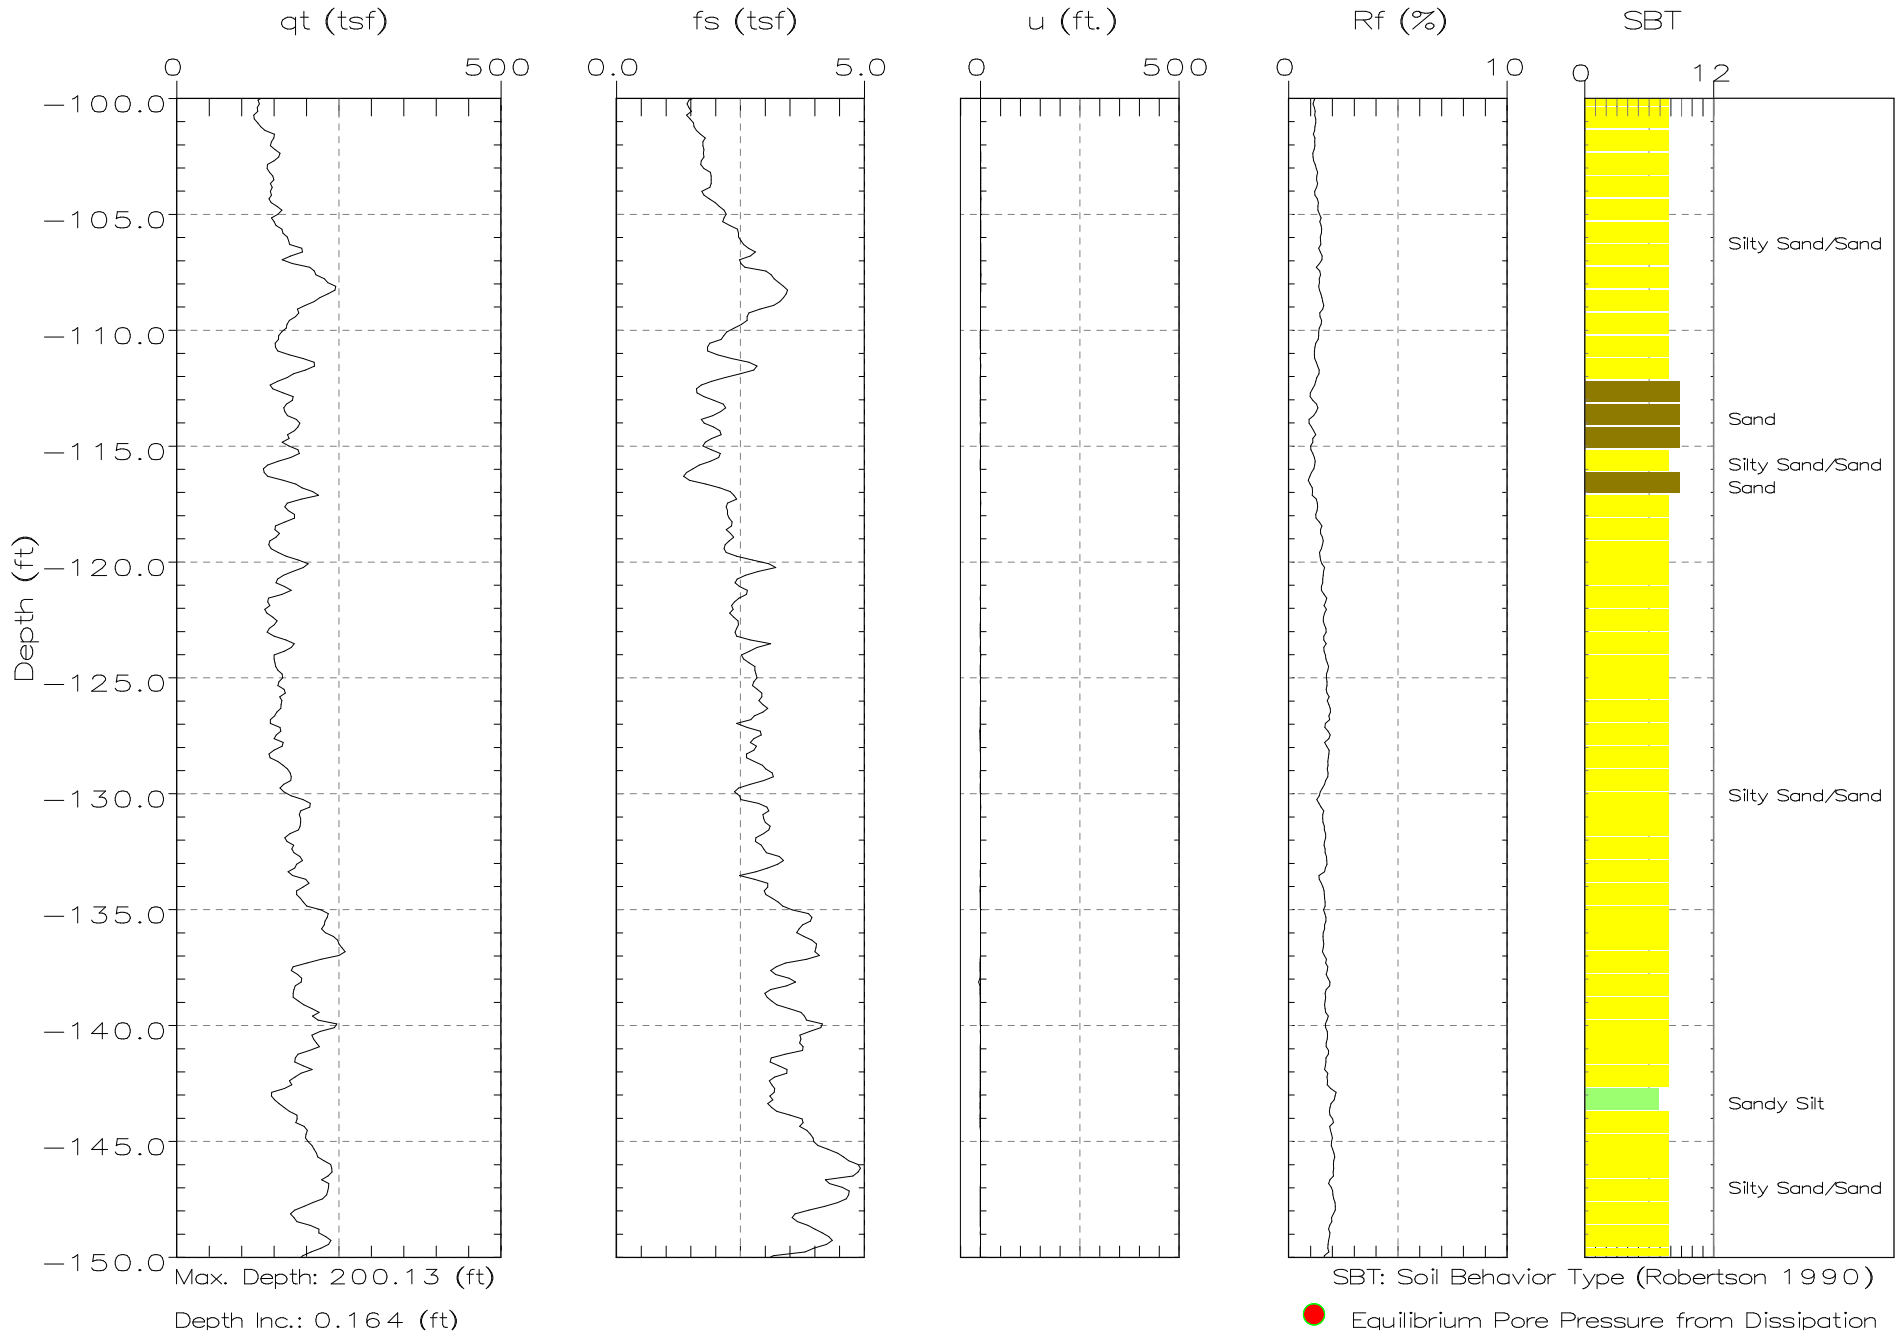 qt (tsf) fs (tsf) u (ft.) Rf (%) SBT
0 500 0.0 5.0 0 500 0 10 0 12
-100.0
-105.0
Silty Sand/Sand
-110.0
Sand
-115.0
Silty Sand/Sand
Sand
Depth (ft)
-120.0
-125.0
-130.0
Silty Sand/Sand
-135.0
-140.0
Sandy Silt
-145.0
Silty Sand/Sand
-150.0
Max. Depth: 200.13 (ft) SBT: Soil Behavior Type (Robertson 1990)
Depth Inc.: 0.164 (ft) Equilibrium Pore Pressure from Dissipation